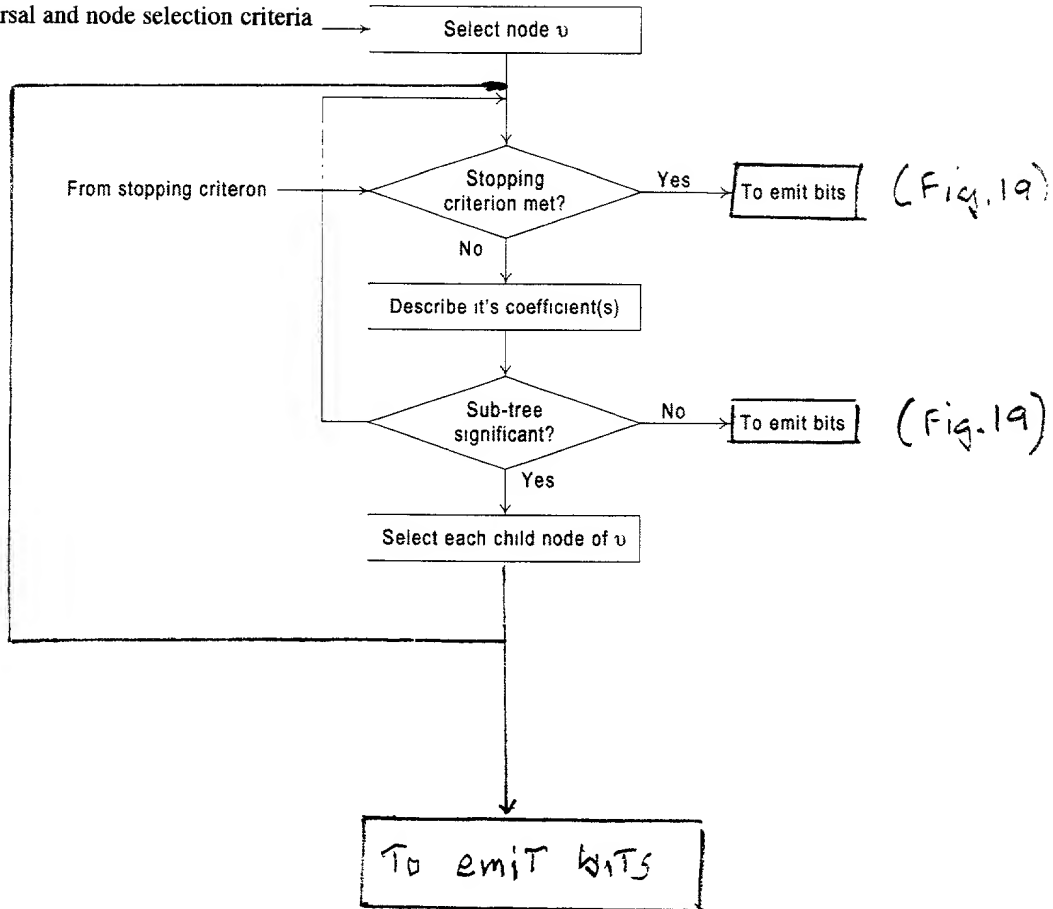 rsal and node selection criteria
Select node υ
From stopping criteron
Stopping
criterion met?
Yes
To emit bits
(Fig.19)
No
Describe it's coefficient(s)
Sub-tree
significant?
No
To emit bits
(Fig.19)
Yes
Select each child node of υ
To emiT biTs